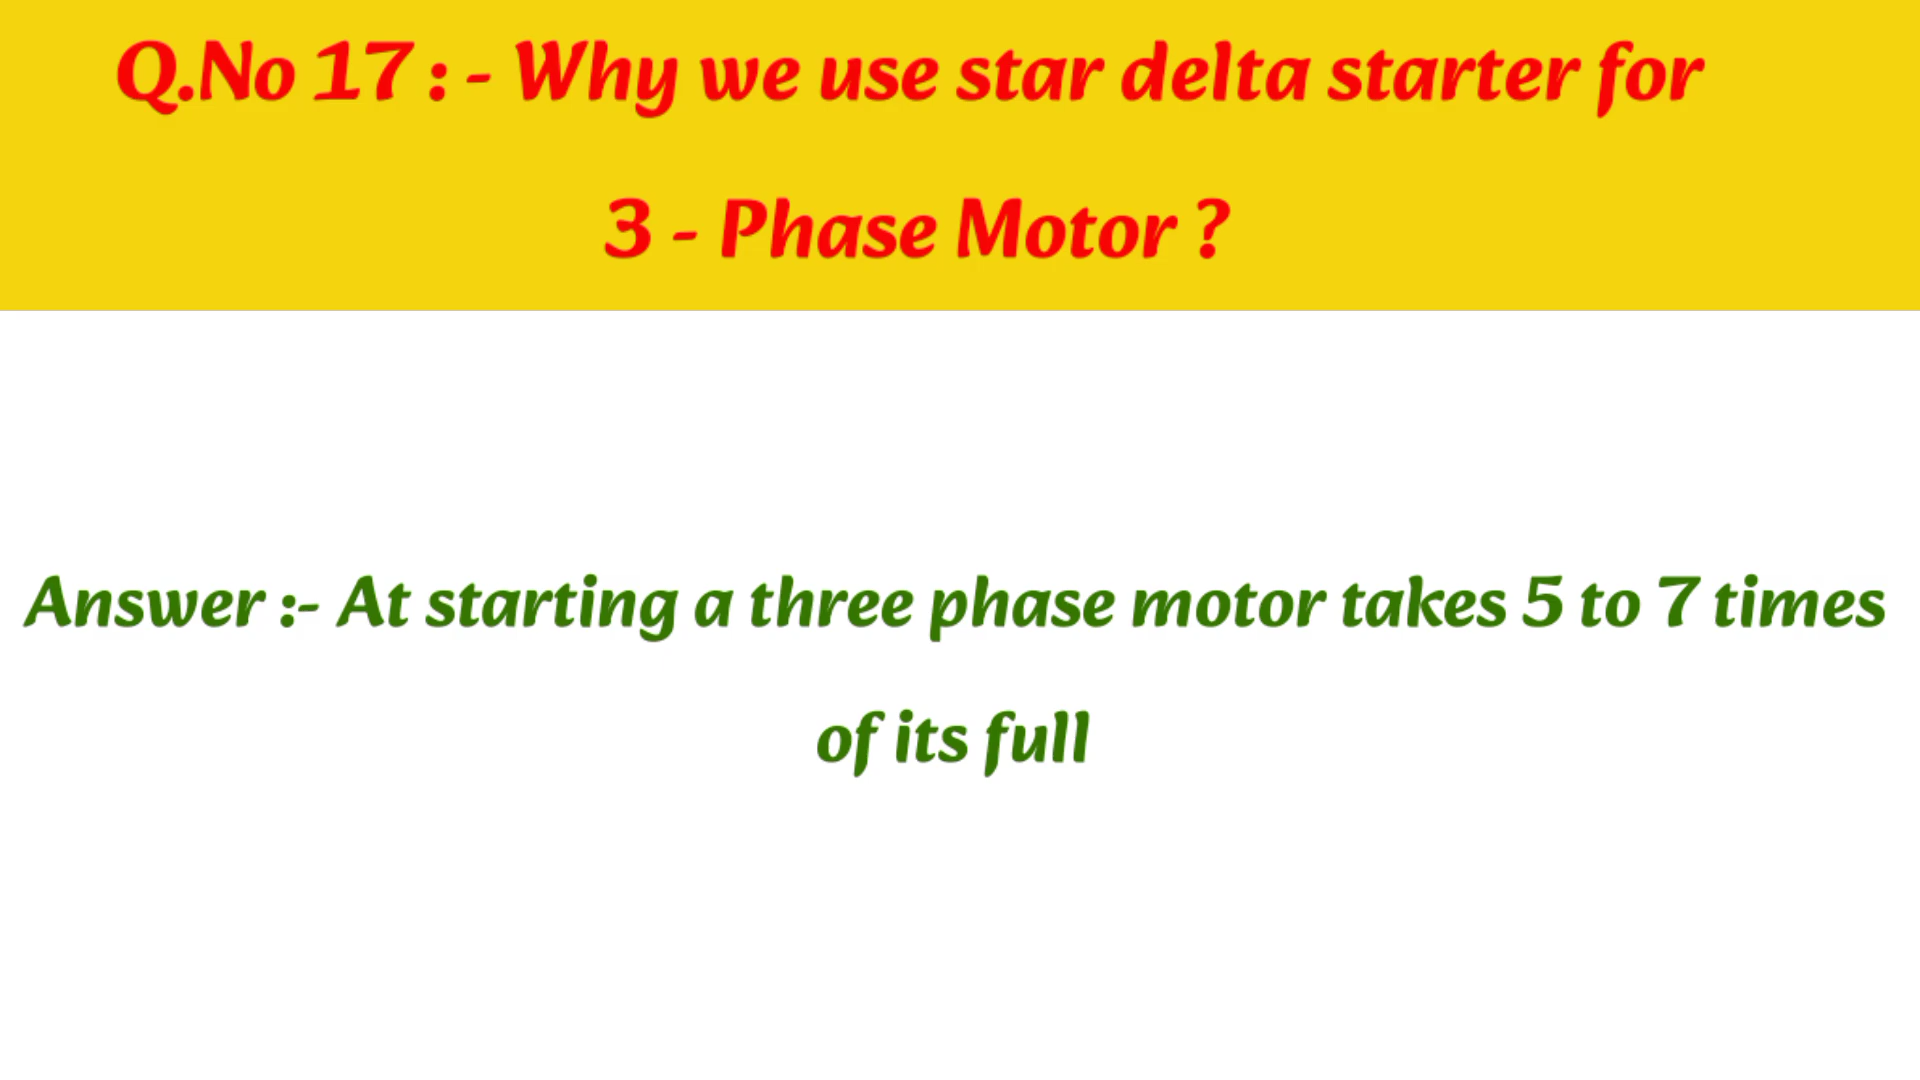 Q.No 17 : - Why we use star delta starter for
3 - Phase Motor ?
Answer :- At starting a three phase motor takes 5 to 7 times
of its full